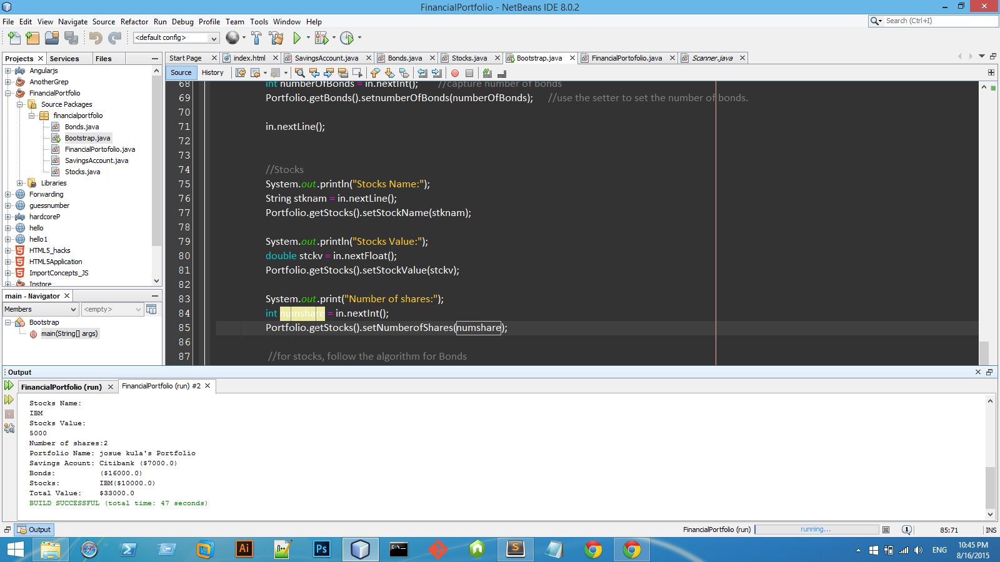 FinancialPortfolio - NetBeans IDE 8.0.2
File Edit View Navigate Source Refactor Run Debug Profile Team Tools Window Help
Search (Ctrl+I)
<default config>
Projects Services Files
Start Page index.html SavingsAccount.java Bonds.java Stocks.java Bootstrap.java FinancialPortofolio.java Scanner.java
Source History
Angularjs
AnotherGrep
FinancialPortfolio
Source Packages
financialportfolio
Bonds.java
Bootstrap.java
FinancialPortofolio.java
SavingsAccount.java
Stocks.java
Libraries
Forwarding
guessnumber
hardcoreP
hello
hello1
HTML5_hacks
HTML5Application
ImportConcepts_JS
Instore
main - Navigator
Members <empty>
Bootstrap
main(String[] args)
68 int numberOfBonds = in.nextInt(); //capture number of bonds
69 Portfolio.getBonds().setnumberOfBonds(numberOfBonds); //use the setter to set the number of bonds.
70
71 in.nextLine();
72
73
74 //Stocks
75 System.out.println("Stocks Name:");
76 String stknam = in.nextLine();
77 Portfolio.getStocks().setStockName(stknam);
78
79 System.out.println("Stocks Value:");
80 double stckv = in.nextFloat();
81 Portfolio.getStocks().setStockValue(stckv);
82
83 System.out.print("Number of shares:");
84 int numshare = in.nextInt();
85 Portfolio.getStocks().setNumberofShares(numshare);
86
87 //for stocks, follow the algorithm for Bonds
Output
FinancialPortfolio (run) FinancialPortfolio (run) #2
Stocks Name:
IBM
Stocks Value:
5000
Number of shares:2
Portfolio Name: josue kula's Portfolio
Savings Acount: Citibank ($7000.0)
Bonds: ($16000.0)
Stocks: IBM($10000.0)
Total Value: $33000.0
BUILD SUCCESSFUL (total time: 47 seconds)
Output
FinancialPortfolio (run) running... 1 85:71 INS
Ai n++ Ps C:\. S
ENG 10:45 PM
8/16/2015